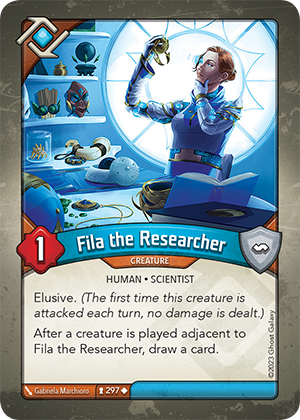 Fila the Researcher
1
CREATURE
HUMAN • SCIENTIST
Elusive. (The first time this creature is
attacked each turn, no damage is dealt.)
After a creature is played adjacent to
Fila the Researcher, draw a card.
Gabriela Marchioro
297
©2023 Ghost Galaxy